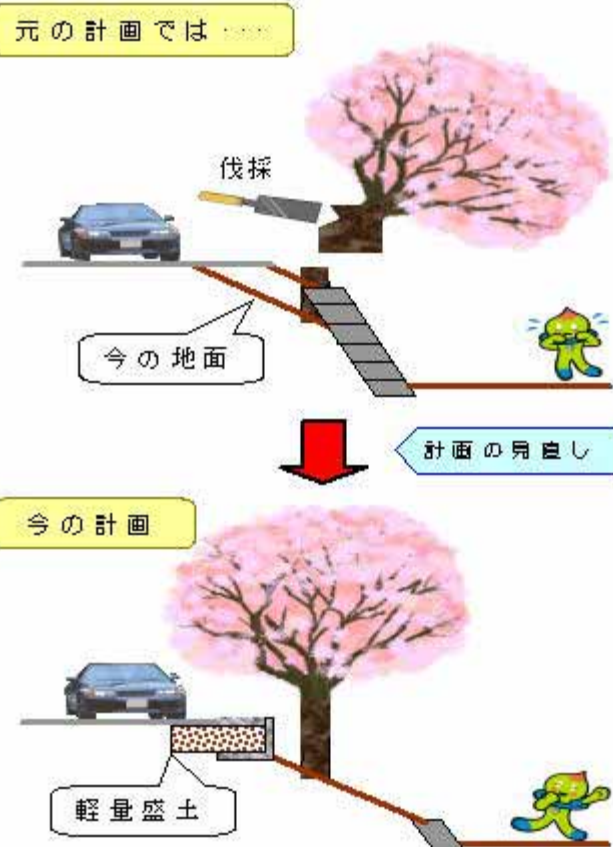 元の計画では‥‥
伐採
今の地面
計画の見直し
今の計画
軽量盛土